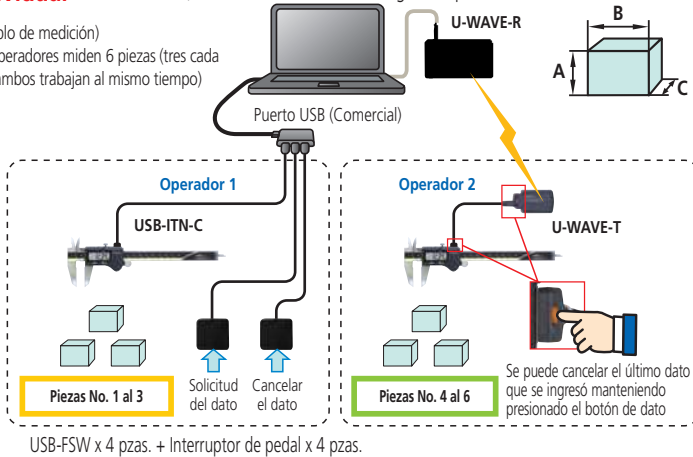 U-WAVE-R
plo de medición)
peradores miden 6 piezas (tres cada
ambos trabajan al mismo tiempo)
B
A
C
Puerto USB (Comercial)
Operador 1
Operador 2
USB-ITN-C
U-WAVE-T
Piezas No. 1 al 3
Solicitud
del dato
Cancelar
el dato
Piezas No. 4 al 6
Se puede cancelar el último dato
que se ingresó manteniendo
presionado el botón de dato
USB-FSW x 4 pzas. + Interruptor de pedal x 4 pzas.